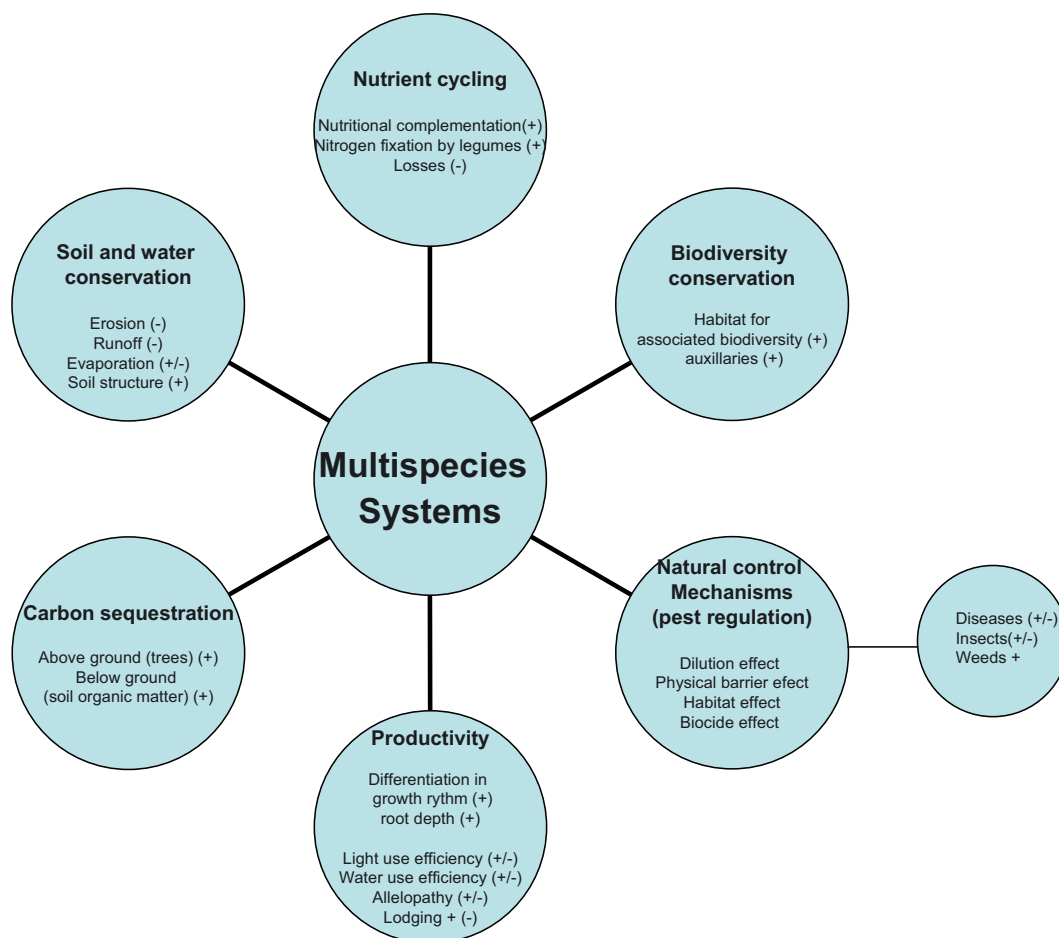 Nutrient cycling
Nutritional complementation(+)
Nitrogen fixation by legumes (+)
Losses (-)
Soil and water
conservation
Erosion (-)
Runoff (-)
Evaporation (+/-)
Soil structure (+)
Biodiversity
conservation
Habitat for
associated biodiversity (+)
auxillaries (+)
Multispecies
Systems
Carbon sequestration
Above ground (trees) (+)
Below ground
(soil organic matter) (+)
Natural control
Mechanisms
(pest regulation)
Dilution effect
Physical barrier efect
Habitat effect
Biocide effect
Diseases (+/-)
Insects(+/-)
Weeds +
Productivity
Differentiation in
growth rythm (+)
root depth (+)
Light use efficiency (+/-)
Water use efficiency (+/-)
Allelopathy (+/-)
Lodging + (-)